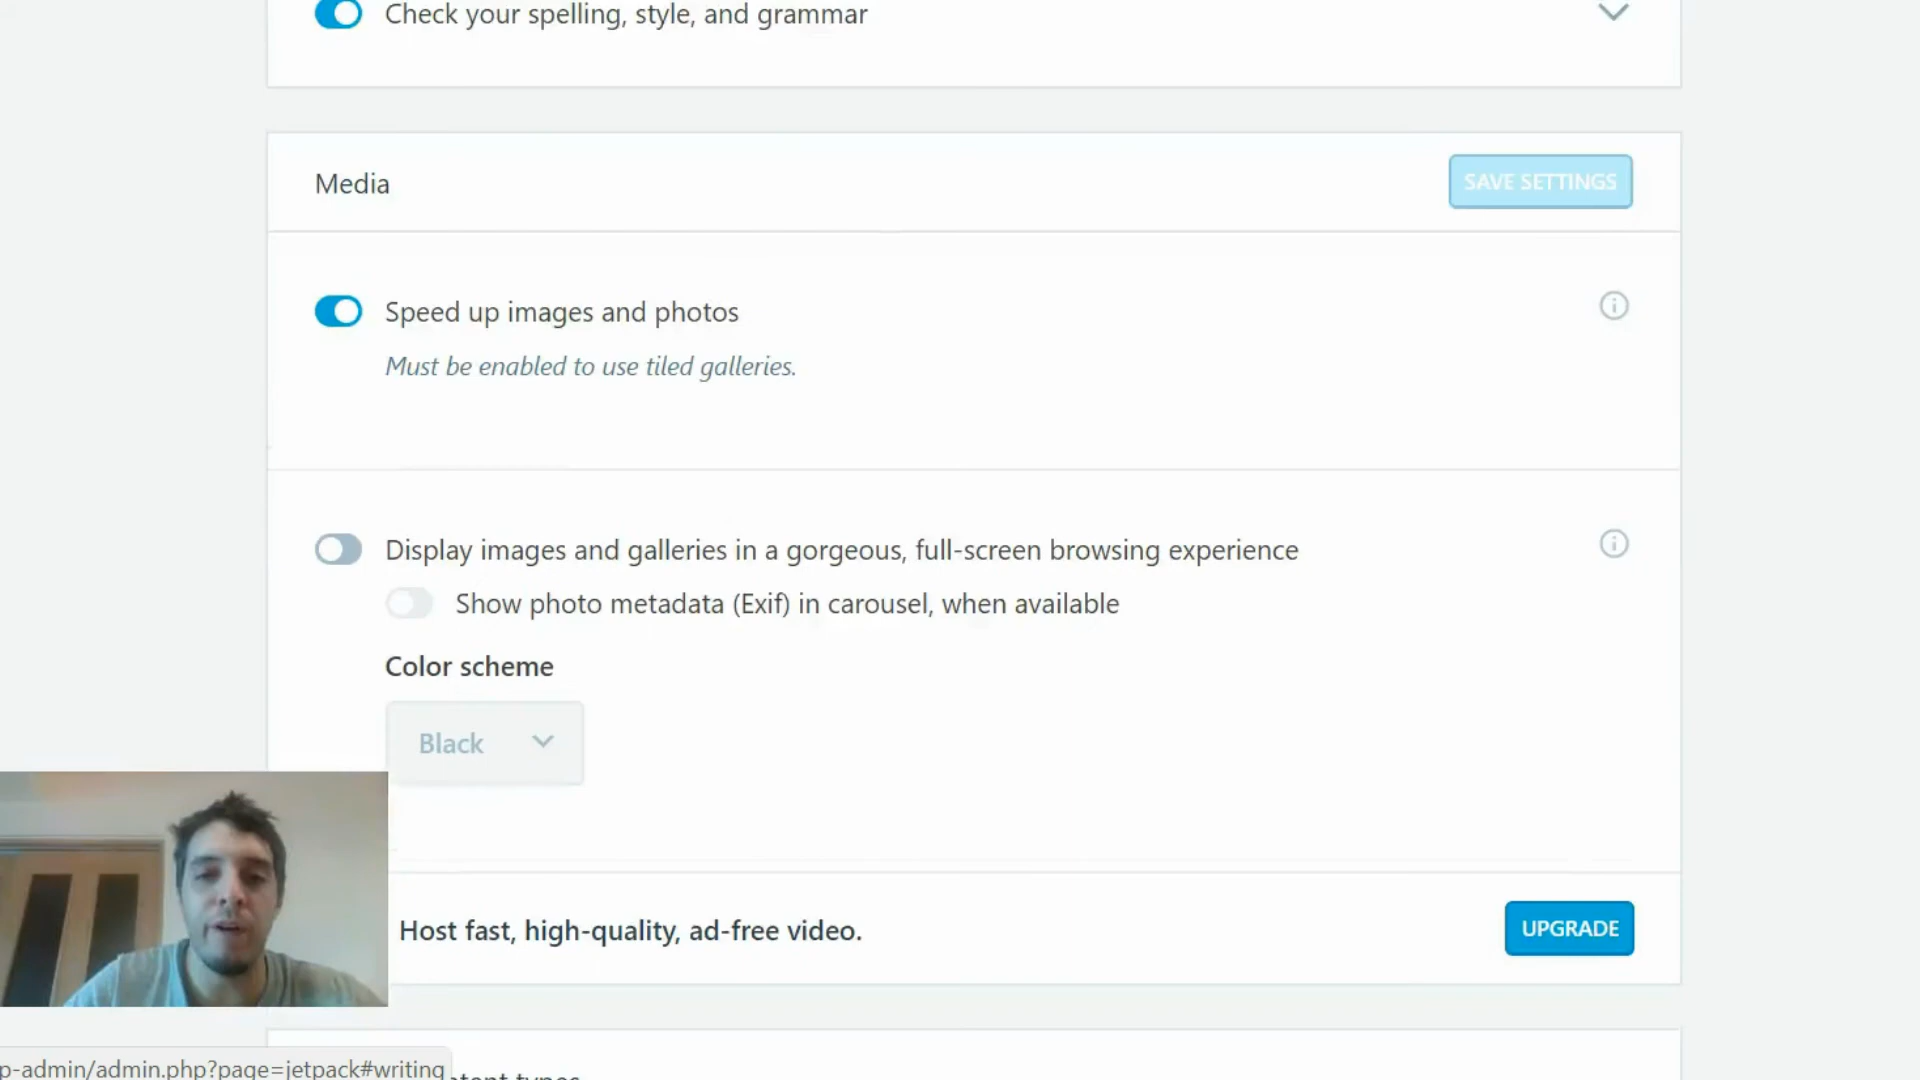 Check your spelling, style, and grammar
Media
SAVE SETTINGS
Speed up images and photos
Must be enabled to use tiled galleries.
Display images and galleries in a gorgeous, full-screen browsing experience
Show photo metadata (Exif) in carousel, when available
Color scheme
Black
Host fast, high-quality, ad-free video.
UPGRADE
p-admin/admin.php?page=jetpack#writing
types